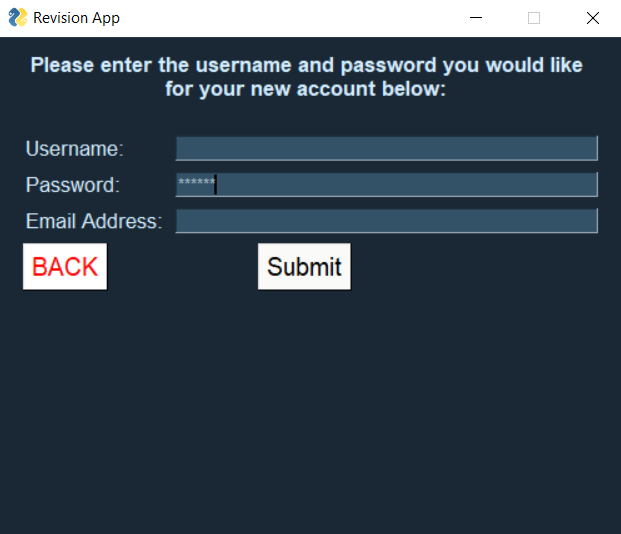 Revision App
Please enter the username and password you would like
for your new account below:
Username:
Password: ******
Email Address:
BACK Submit